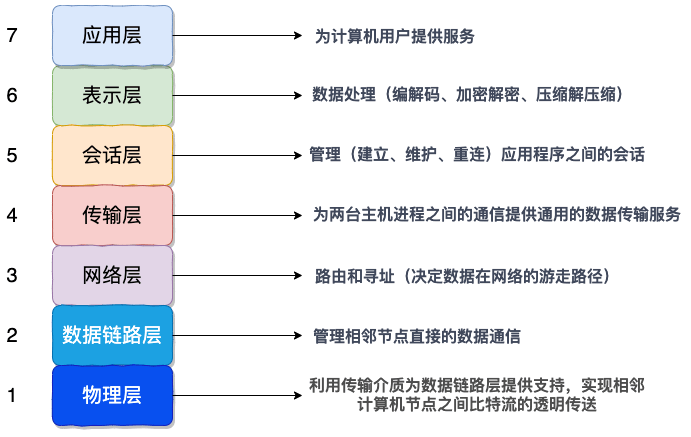 7 应用层 为计算机用户提供服务
6 表示层 数据处理（编解码、加密解密、压缩解压缩）
5 会话层 管理（建立、维护、重连）应用程序之间的会话
4 传输层 为两台主机进程之间的通信提供通用的数据传输服务
3 网络层 路由和寻址（决定数据在网络的游走路径）
2 数据链路层 管理相邻节点直接的数据通信
1 物理层 利用传输介质为数据链路层提供支持，实现相邻
计算机节点之间比特流的透明传送